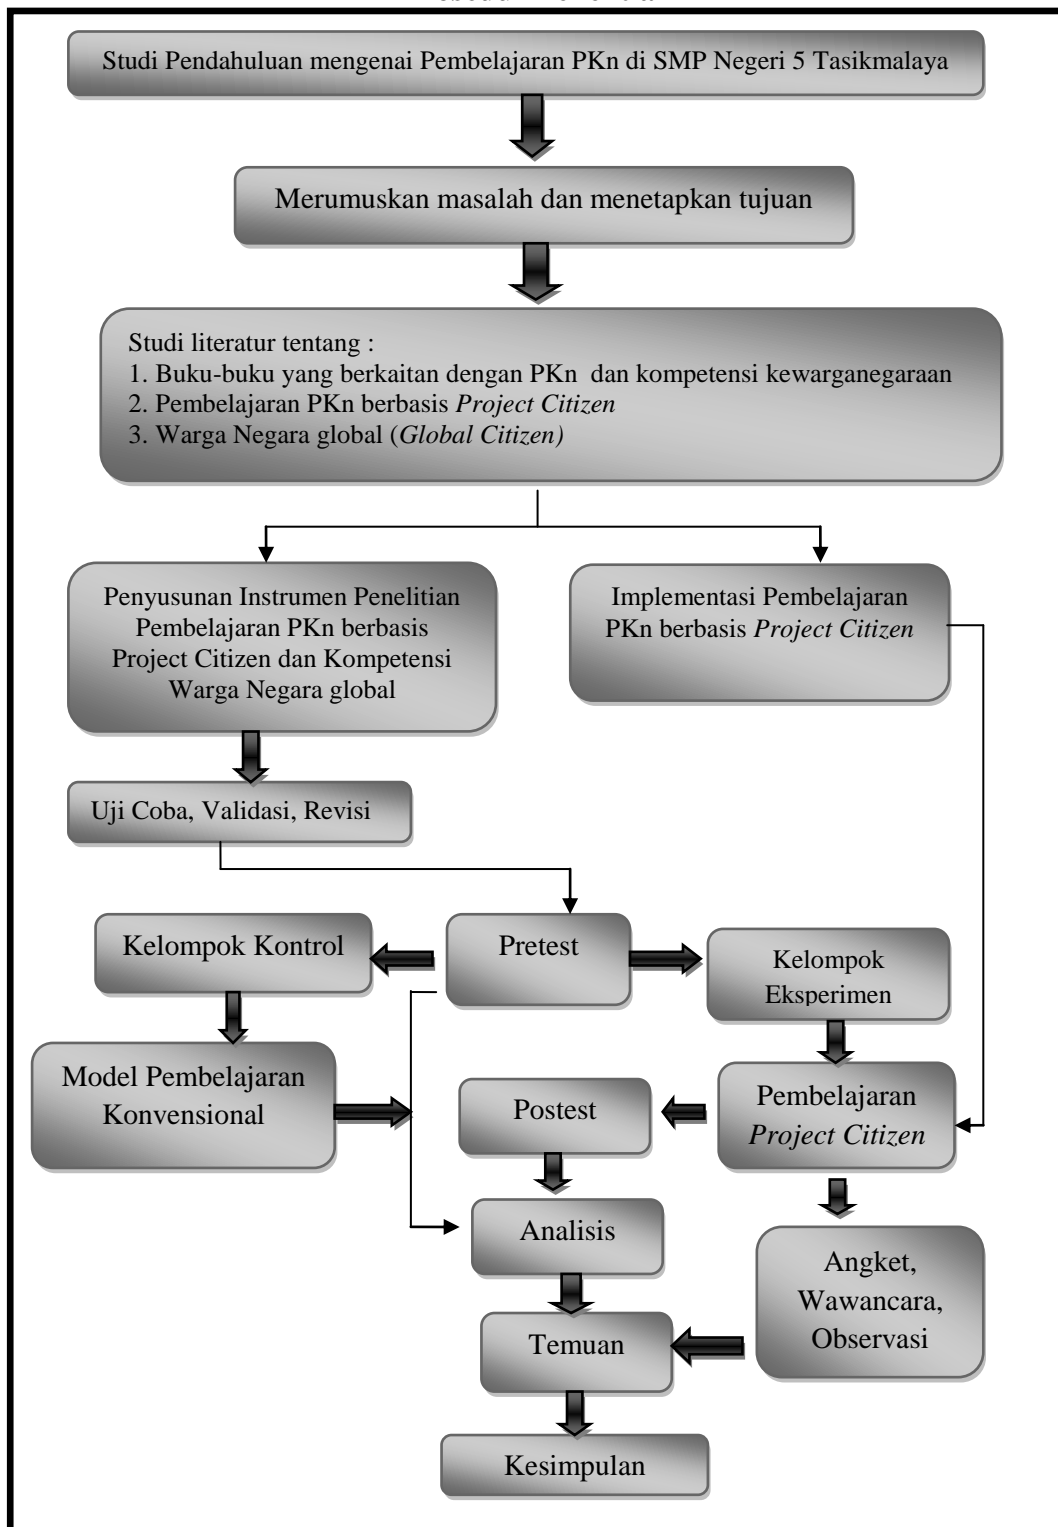 Studi Pendahuluan mengenai Pembelajaran PKn di SMP Negeri 5 Tasikmalaya
Merumuskan masalah dan menetapkan tujuan
Studi literatur tentang :
1. Buku-buku yang berkaitan dengan PKn dan kompetensi kewarganegaraan
2. Pembelajaran PKn berbasis Project Citizen
3. Warga Negara global (Global Citizen)
Penyusunan Instrumen Penelitian
Pembelajaran PKn berbasis
Project Citizen dan Kompetensi
Warga Negara global
Implementasi Pembelajaran
PKn berbasis Project Citizen
Uji Coba, Validasi, Revisi
Kelompok Kontrol
Pretest
Kelompok
Eksperimen
Model Pembelajaran
Konvensional
Postest
Pembelajaran
Project Citizen
Analisis
Angket,
Wawancara,
Observasi
Temuan
Kesimpulan